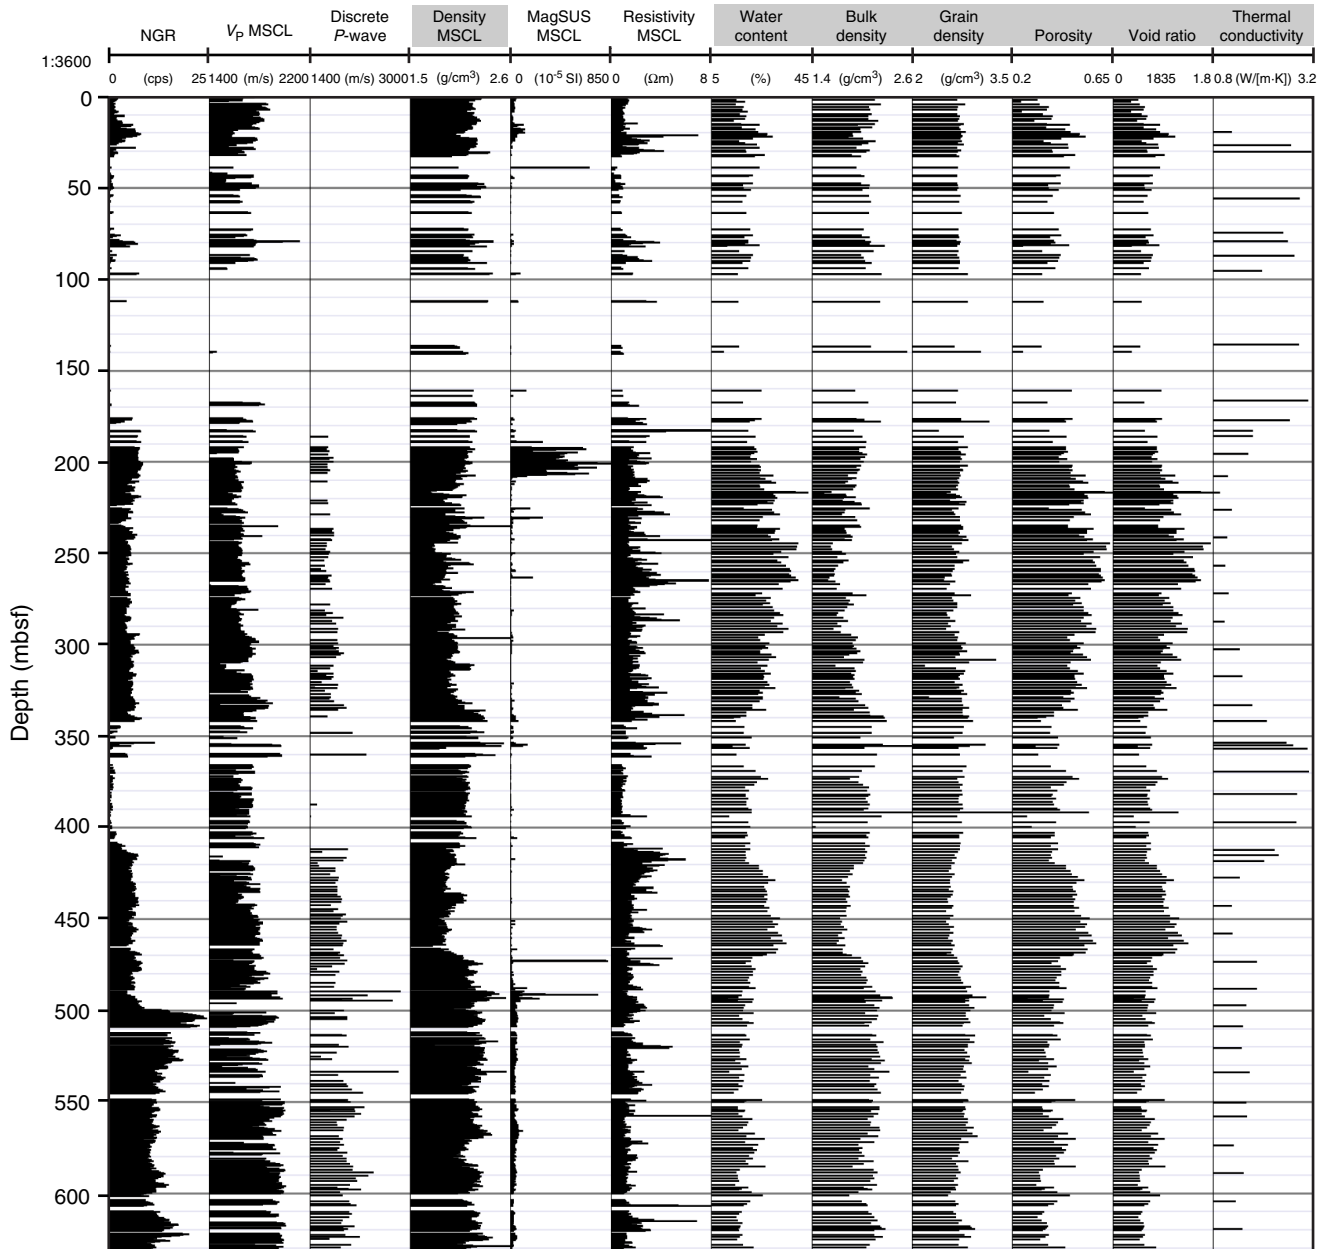 NGR
VP MSCL
Discrete
P-wave
Density
MSCL
MagSUS
MSCL
Resistivity
MSCL
Water
content
Bulk
density
Grain
density
Porosity
Void ratio
Thermal
conductivity
1:3600
0 (cps) 25
1400 (m/s) 2200
1400 (m/s) 3000
1.5 (g/cm³) 2.6
0 (10⁻⁵ SI) 850
0 (Ωm) 8
5 (%) 45
1.4 (g/cm³) 2.6
2 (g/cm³) 3.5
0.2 0.65
0 1835 1.8
0.8 (W/[m·K]) 3.2
Depth (mbsf)
0
50
100
150
200
250
300
350
400
450
500
550
600